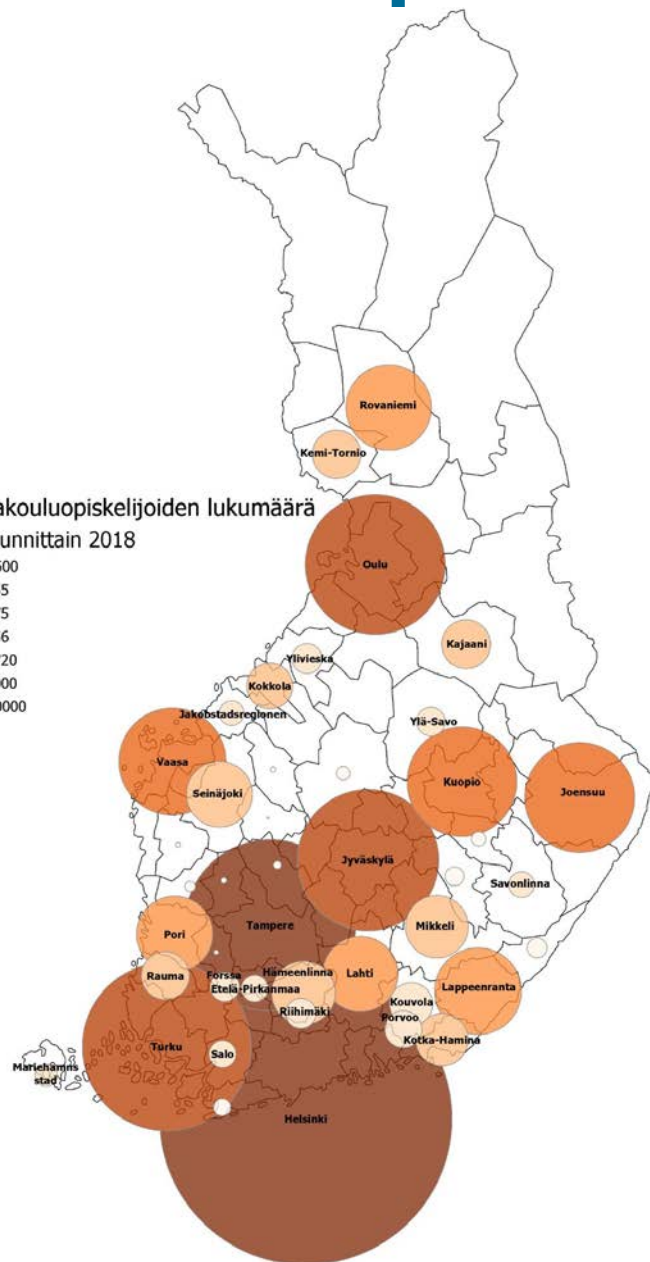 Rovaniemi
Kemi-Tornio
akouluopiskelijoiden lukumäärä
unnittain 2018
Oulu
Kajaani
Ylivieska
Kokkola
Jakobstadsregionen
Ylä-Savo
Vaasa
Kuopio
Joensuu
Seinäjoki
Jyväskylä
Savonlinna
Tampere
Mikkeli
Pori
Rauma
Forssa
Hämeenlinna
Lahti
Lappeenranta
Etelä-Pirkanmaa
Kouvola
Riihimäki
Porvoo
Kotka-Hamina
Turku
Salo
Mariehamns
stad
Helsinki